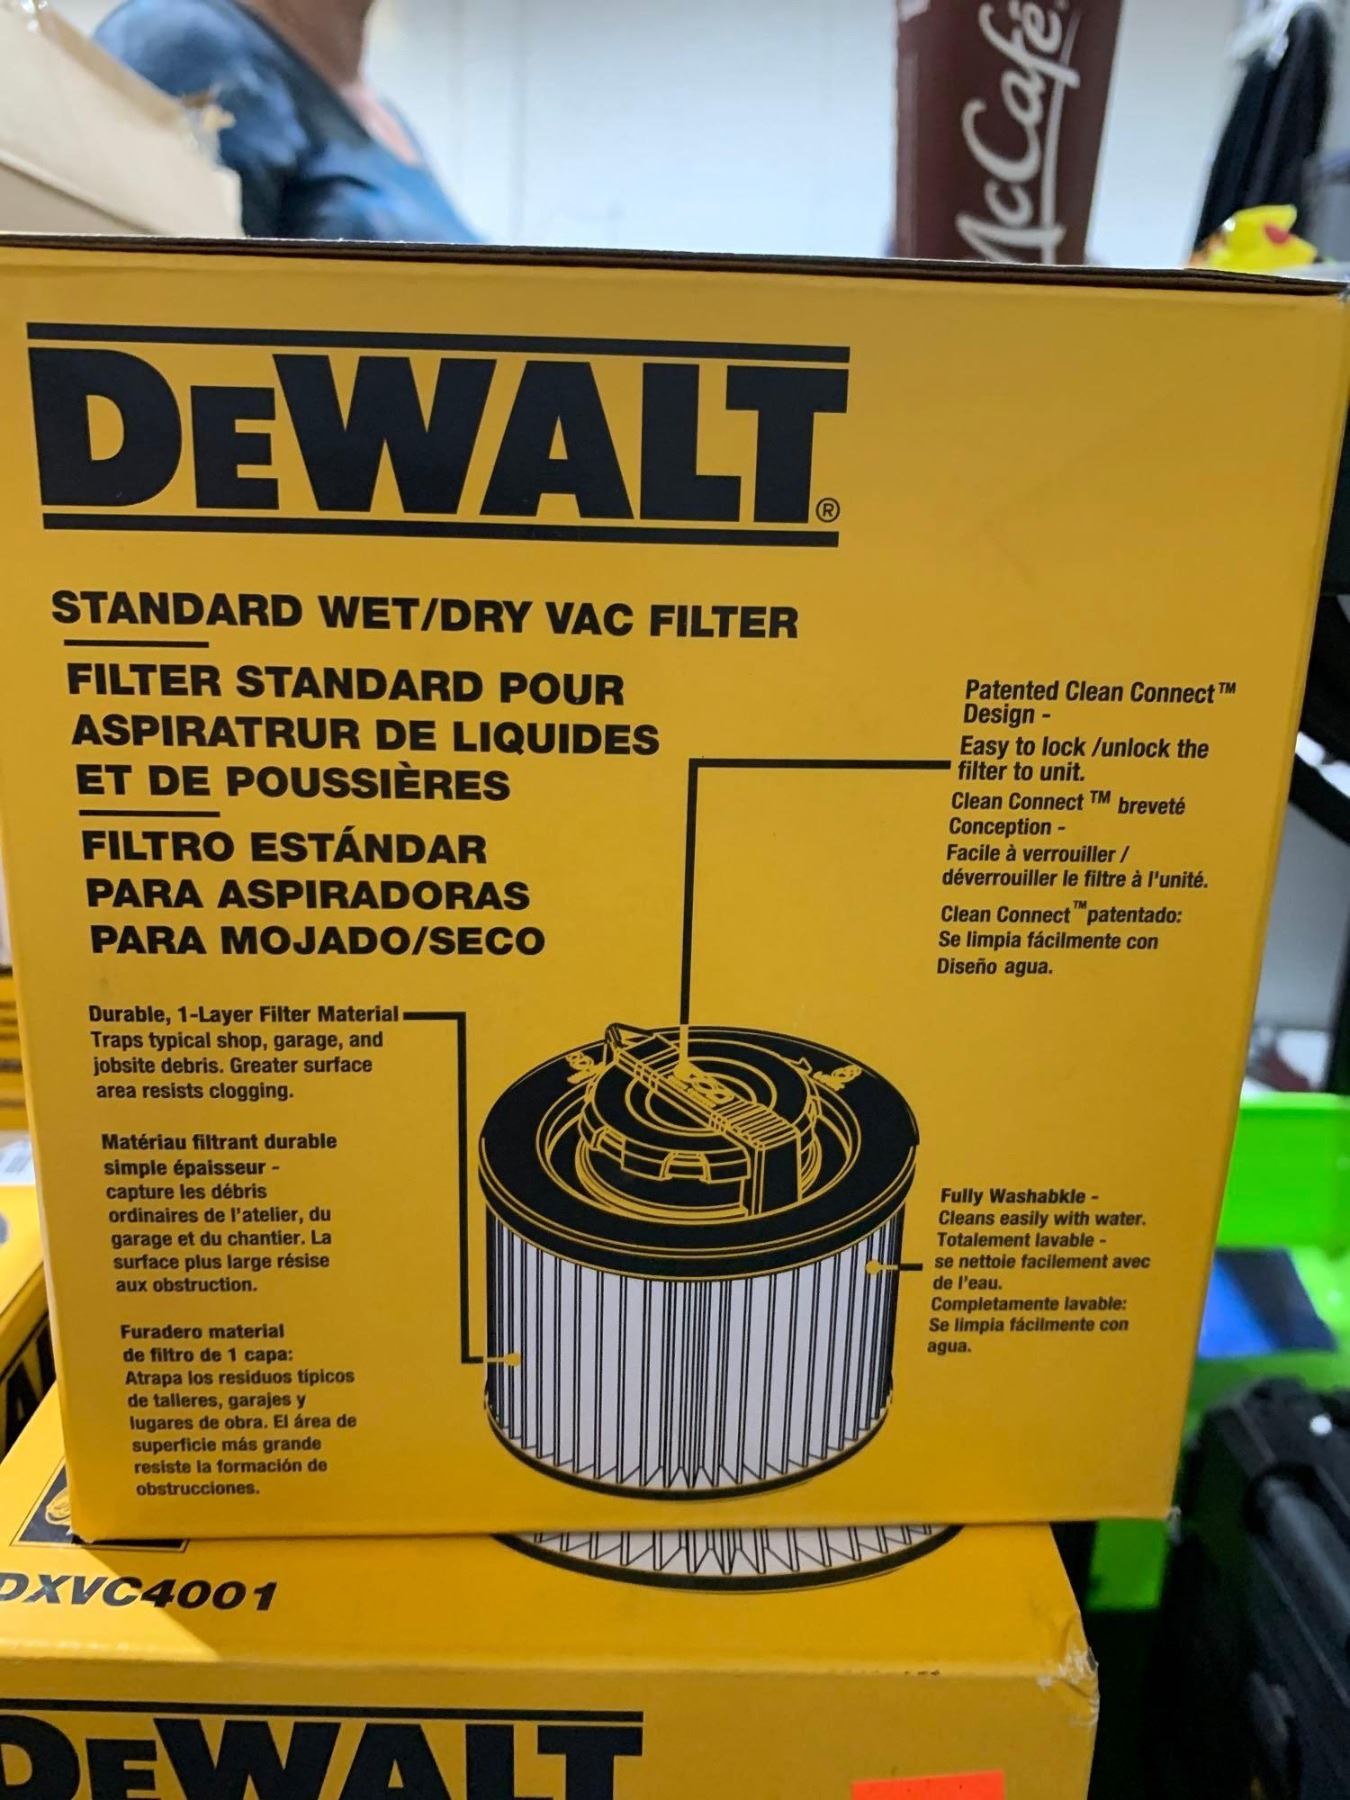 McCafé
DEWALT®
STANDARD WET/DRY VAC FILTER
FILTER STANDARD POUR
ASPIRATRUR DE LIQUIDES
ET DE POUSSIÈRES
FILTRO ESTÁNDAR
PARA ASPIRADORAS
PARA MOJADO/SECO
Patented Clean Connect™
Design -
Easy to lock /unlock the
filter to unit.
Clean Connect ™ breveté
Conception -
Facile à verrouiller /
déverrouiller le filtre à l'unité.
Clean Connect™patentado:
Se limpia fácilmente con
Diseño agua.
Durable, 1-Layer Filter Material
Traps typical shop, garage, and
jobsite debris. Greater surface
area resists clogging.
Matériau filtrant durable
simple épaisseur -
capture les débris
ordinaires de l'atelier, du
garage et du chantier. La
surface plus large résise
aux obstruction.
Furadero material
de filtro de 1 capa:
Atrapa los residuos típicos
de talleres, garajes y
lugares de obra. El área de
superficie más grande
resiste la formación de
obstrucciones.
Fully Washabkle -
Cleans easily with water.
Totalement lavable -
se nettoie facilement avec
de l'eau.
Completamente lavable:
Se limpia fácilmente con
agua.
DXVC4001
DEWALT